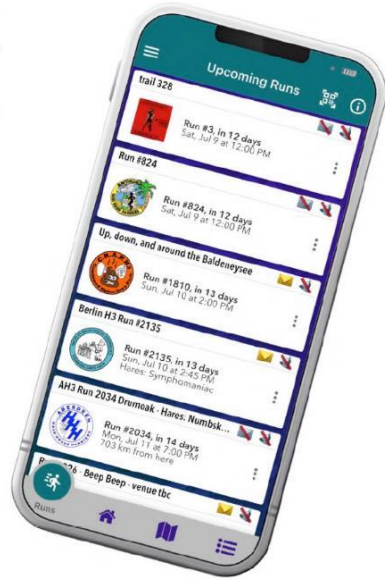 Upcoming Runs
trail 328
Run #3, in 12 days
Sat, Jul 9 at 12:00 PM
Run #824
Run #824, in 12 days
Sat, Jul 9 at 12:00 PM
Up, down, and around the Baldeneysee
Run #1810, in 13 days
Sun, Jul 10 at 2:00 PM
Berlin H3 Run #2135
Run #2135, in 13 days
Sun, Jul 10 at 2:45 PM
Hares: Symphomaniac
AH3 Run 2034 Drumoak - Hares: Numbsk...
ABERDEEN
HHH
Run #2034, in 14 days
Mon, Jul 11 at 7:00 PM
703 km from here
26 - Beep Beep - venue tbc
Runs